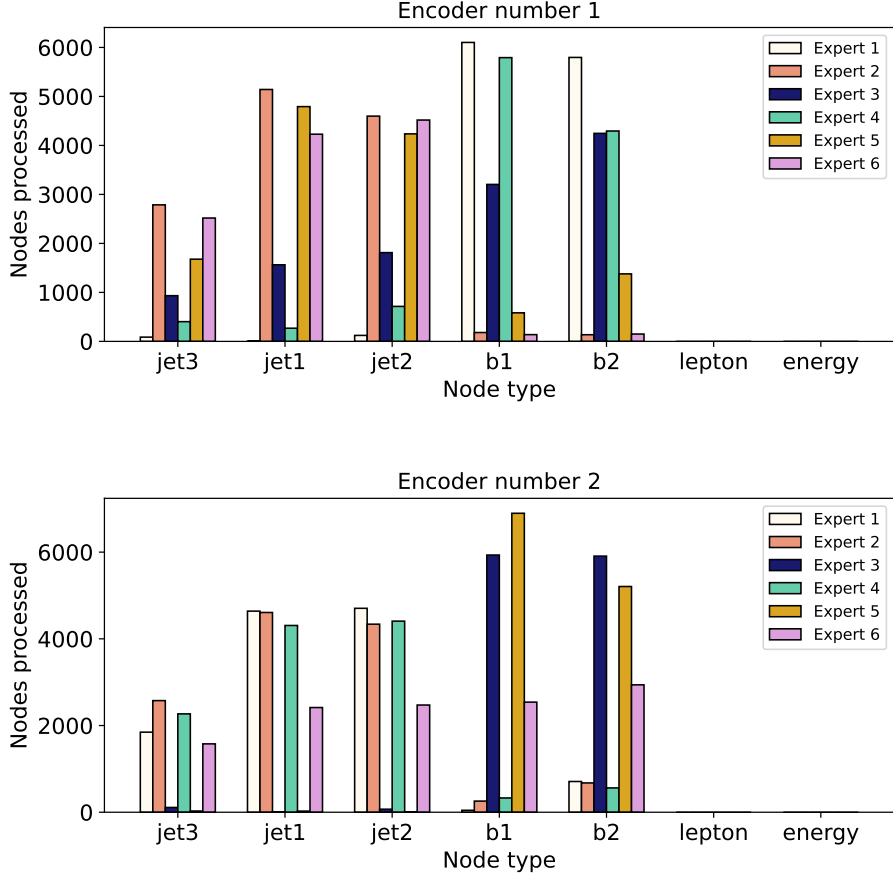 Encoder number 1
Nodes processed
6000
5000
4000
3000
2000
1000
0
Expert 1
Expert 2
Expert 3
Expert 4
Expert 5
Expert 6
jet3 jet1 jet2 b1 b2 lepton energy
Node type
Encoder number 2
Nodes processed
6000
4000
2000
0
Expert 1
Expert 2
Expert 3
Expert 4
Expert 5
Expert 6
jet3 jet1 jet2 b1 b2 lepton energy
Node type